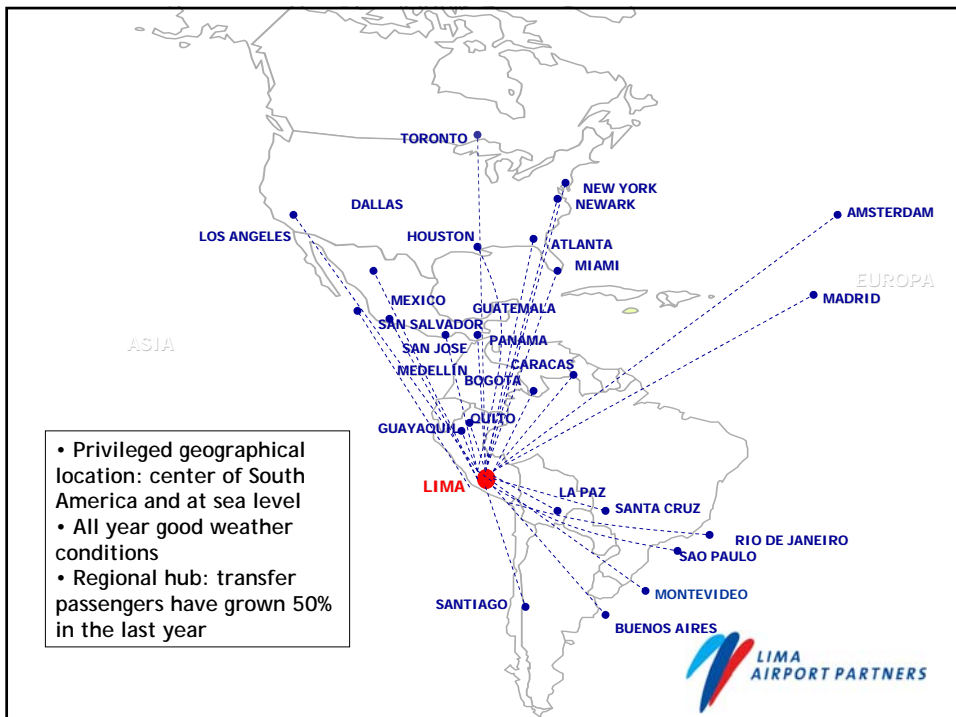 TORONTO
NEW YORK
DALLAS
NEWARK
AMSTERDAM
LOS ANGELES
HOUSTON
ATLANTA
MIAMI
EUROPA
MADRID
MEXICO
GUATEMALA
SAN SALVADOR
ASIA
SAN JOSE
PANAMA
MEDELLIN
CARACAS
BOGOTA
QUITO
GUAYAQUIL
• Privileged geographical
location: center of South
America and at sea level
• All year good weather
conditions
• Regional hub: transfer
passengers have grown 50%
in the last year
LIMA
LA PAZ
SANTA CRUZ
RIO DE JANEIRO
SAO PAULO
MONTEVIDEO
SANTIAGO
BUENOS AIRES
LIMA
AIRPORT PARTNERS